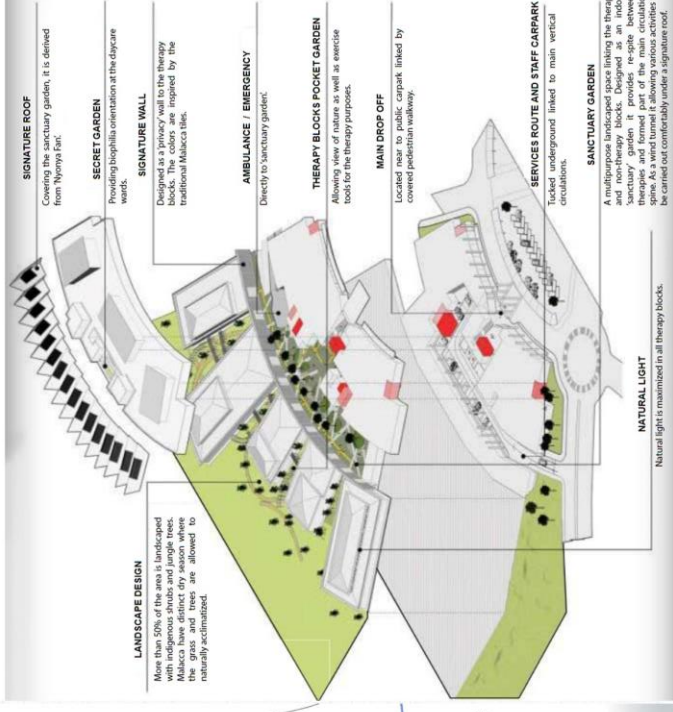 SIGNATURE ROOF
Covering the sanctuary garden, it is derived
from 'Nyonya Fan'.
SECRET GARDEN
Providing biophilia orientation at the daycare
wards.
SIGNATURE WALL
Designed as a 'privacy' wall to the therapy
blocks. The colors are inspired by the
traditional Malacca tiles.
AMBULANCE / EMERGENCY
Directly to 'sanctuary garden'.
THERAPY BLOCKS POCKET GARDEN
Allowing view of nature as well as exercise
tools for the therapy purposes.
MAIN DROP OFF
Located near to public carpark linked by
covered pedestrian walkway.
SERVICES ROUTE AND STAFF CARPARK
Tucked underground linked to main vertical
circulations.
SANCTUARY GARDEN
A multipurpose landscaped space linking the therapy
and non-therapy blocks. Designed as an indoor
'sanctuary' garden it provides re-spite between
therapies and formed part of the main circulation
spine. As a wind tunnel it allowing various activities
be carried out comfortably under a signature roof.
LANDSCAPE DESIGN
More than 50% of the area is landscaped
with indigenous shrubs and jungle trees.
Malacca have distinct dry season where
the grass and trees are allowed to
naturally acclimatized.
NATURAL LIGHT
Natural light is maximized in all therapy blocks.